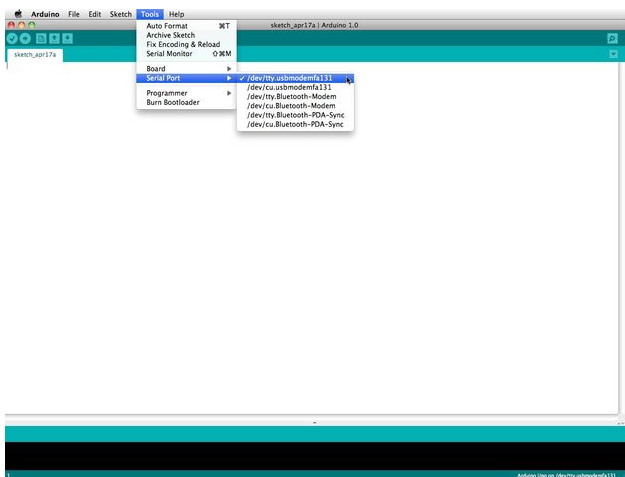 Arduino File Edit Sketch Tools Help
sketch_apr17a | Arduino 1.0
sketch_apr17a
Auto Format ⌘T
Archive Sketch
Fix Encoding & Reload
Serial Monitor ⇧⌘M
Board
Serial Port
Programmer
Burn Bootloader
✓ /dev/tty.usbmodemfa131
/dev/cu.usbmodemfa131
/dev/tty.Bluetooth-Modem
/dev/cu.Bluetooth-Modem
/dev/tty.Bluetooth-PDA-Sync
/dev/cu.Bluetooth-PDA-Sync
1
Arduino Uno on /dev/tty.usbmodemfa131